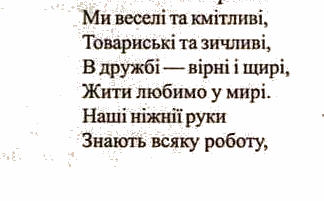 Ми веселі та кмітливі,
Товариські та зичливі,
В дружбі — вірні і щирі,
Жити любимо у мирі.
Наші ніжнії руки
Знають всяку роботу,